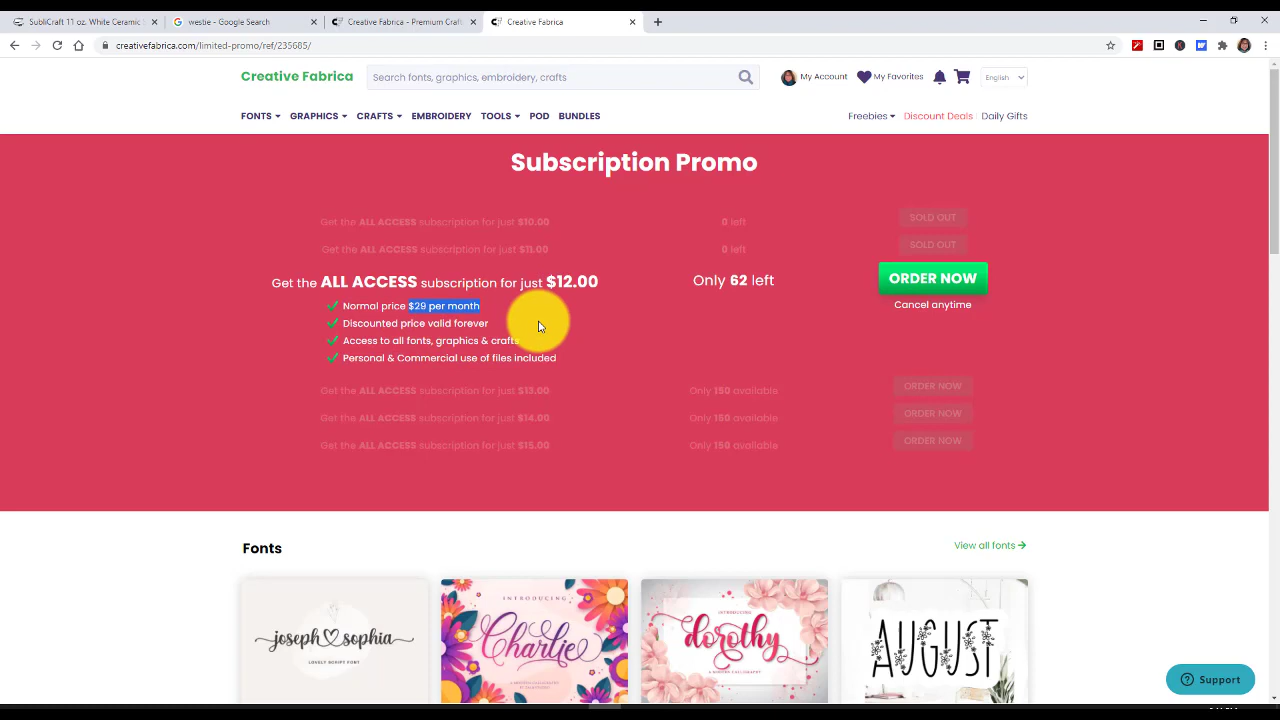 SubliCraft 11 oz. White Ceramic
westie - Google Search
Creative Fabrica - Premium Craft
Creative Fabrica
creativefabrica.com/limited-promo/ref/235685/
Creative Fabrica
Search fonts, graphics, embroidery, crafts
My Account
My Favorites
English
FONTS
GRAPHICS
CRAFTS
EMBROIDERY
TOOLS
POD
BUNDLES
Freebies
Discount Deals
Daily Gifts
Subscription Promo
Get the ALL ACCESS subscription for just $10.00
0 left
SOLD OUT
Get the ALL ACCESS subscription for just $11.00
0 left
SOLD OUT
Get the ALL ACCESS subscription for just $12.00
Only 62 left
ORDER NOW
Cancel anytime
Normal price $29 per month
Discounted price valid forever
Access to all fonts, graphics & crafts
Personal & Commercial use of files included
Get the ALL ACCESS subscription for just $13.00
Only 150 available
ORDER NOW
Get the ALL ACCESS subscription for just $14.00
Only 150 available
ORDER NOW
Get the ALL ACCESS subscription for just $15.00
Only 150 available
ORDER NOW
Fonts
View all fonts
joseph sophia
LOVELY SCRIPT FONT
INTRODUCING
Charlie
INTRODUCING
dorothy
A MODERN CALLIGRAPHY
AUGUST
Support